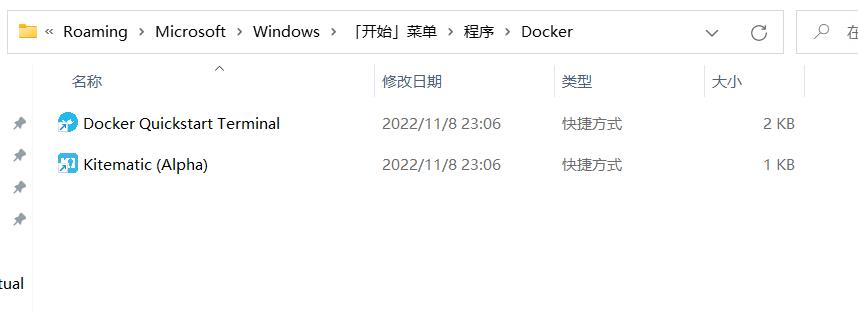 « Roaming › Microsoft › Windows › 「开始」菜单 › 程序 › Docker 在
名称 修改日期 类型 大小
Docker Quickstart Terminal 2022/11/8 23:06 快捷方式 2 KB
Kitematic (Alpha) 2022/11/8 23:06 快捷方式 1 KB
tual